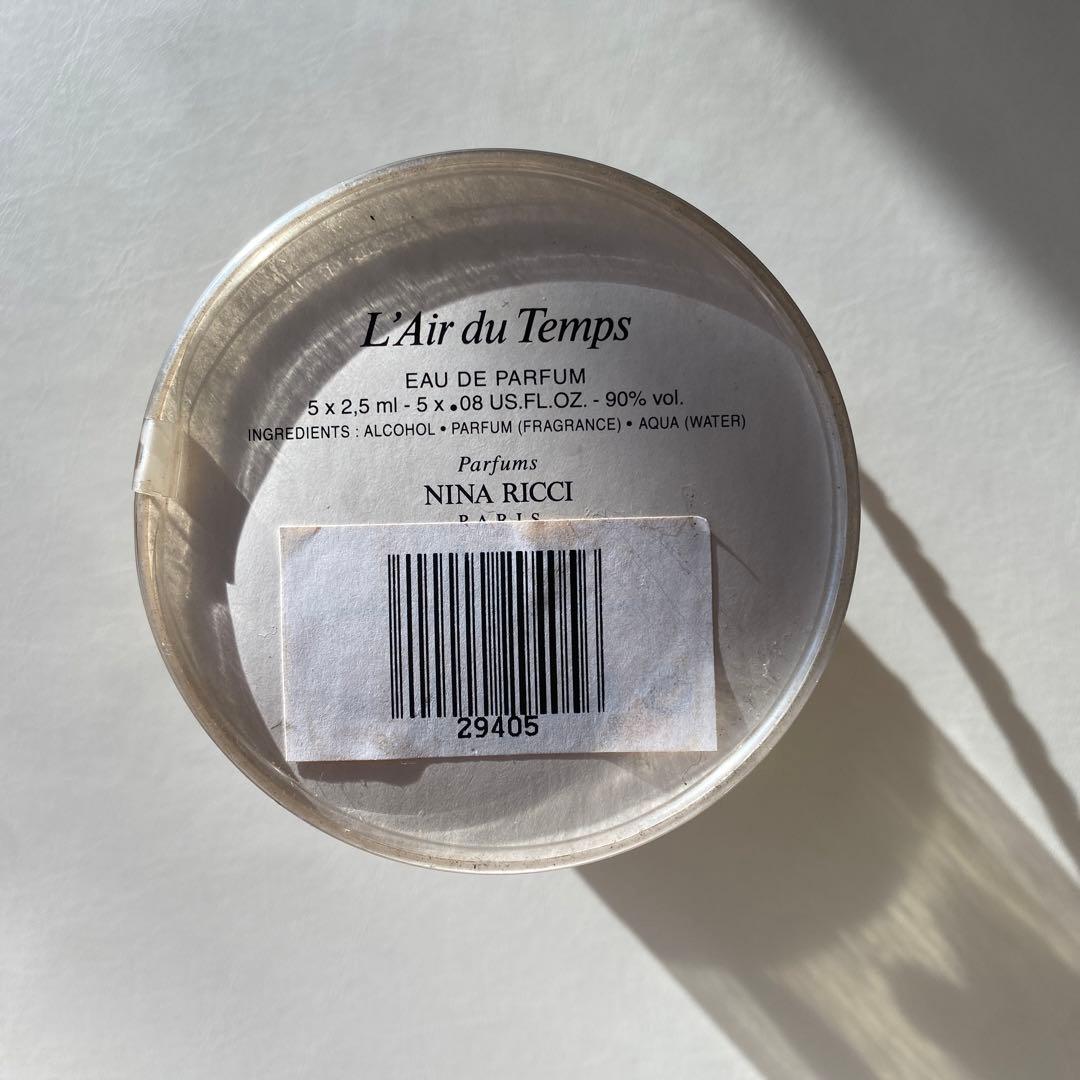 L'Air du Temps
EAU DE PARFUM
5 x 2,5 ml - 5 x .08 US.FL.OZ. - 90% vol.
INGREDIENTS : ALCOHOL • PARFUM (FRAGRANCE) • AQUA (WATER)
Parfums
NINA RICCI
PARIS
29405